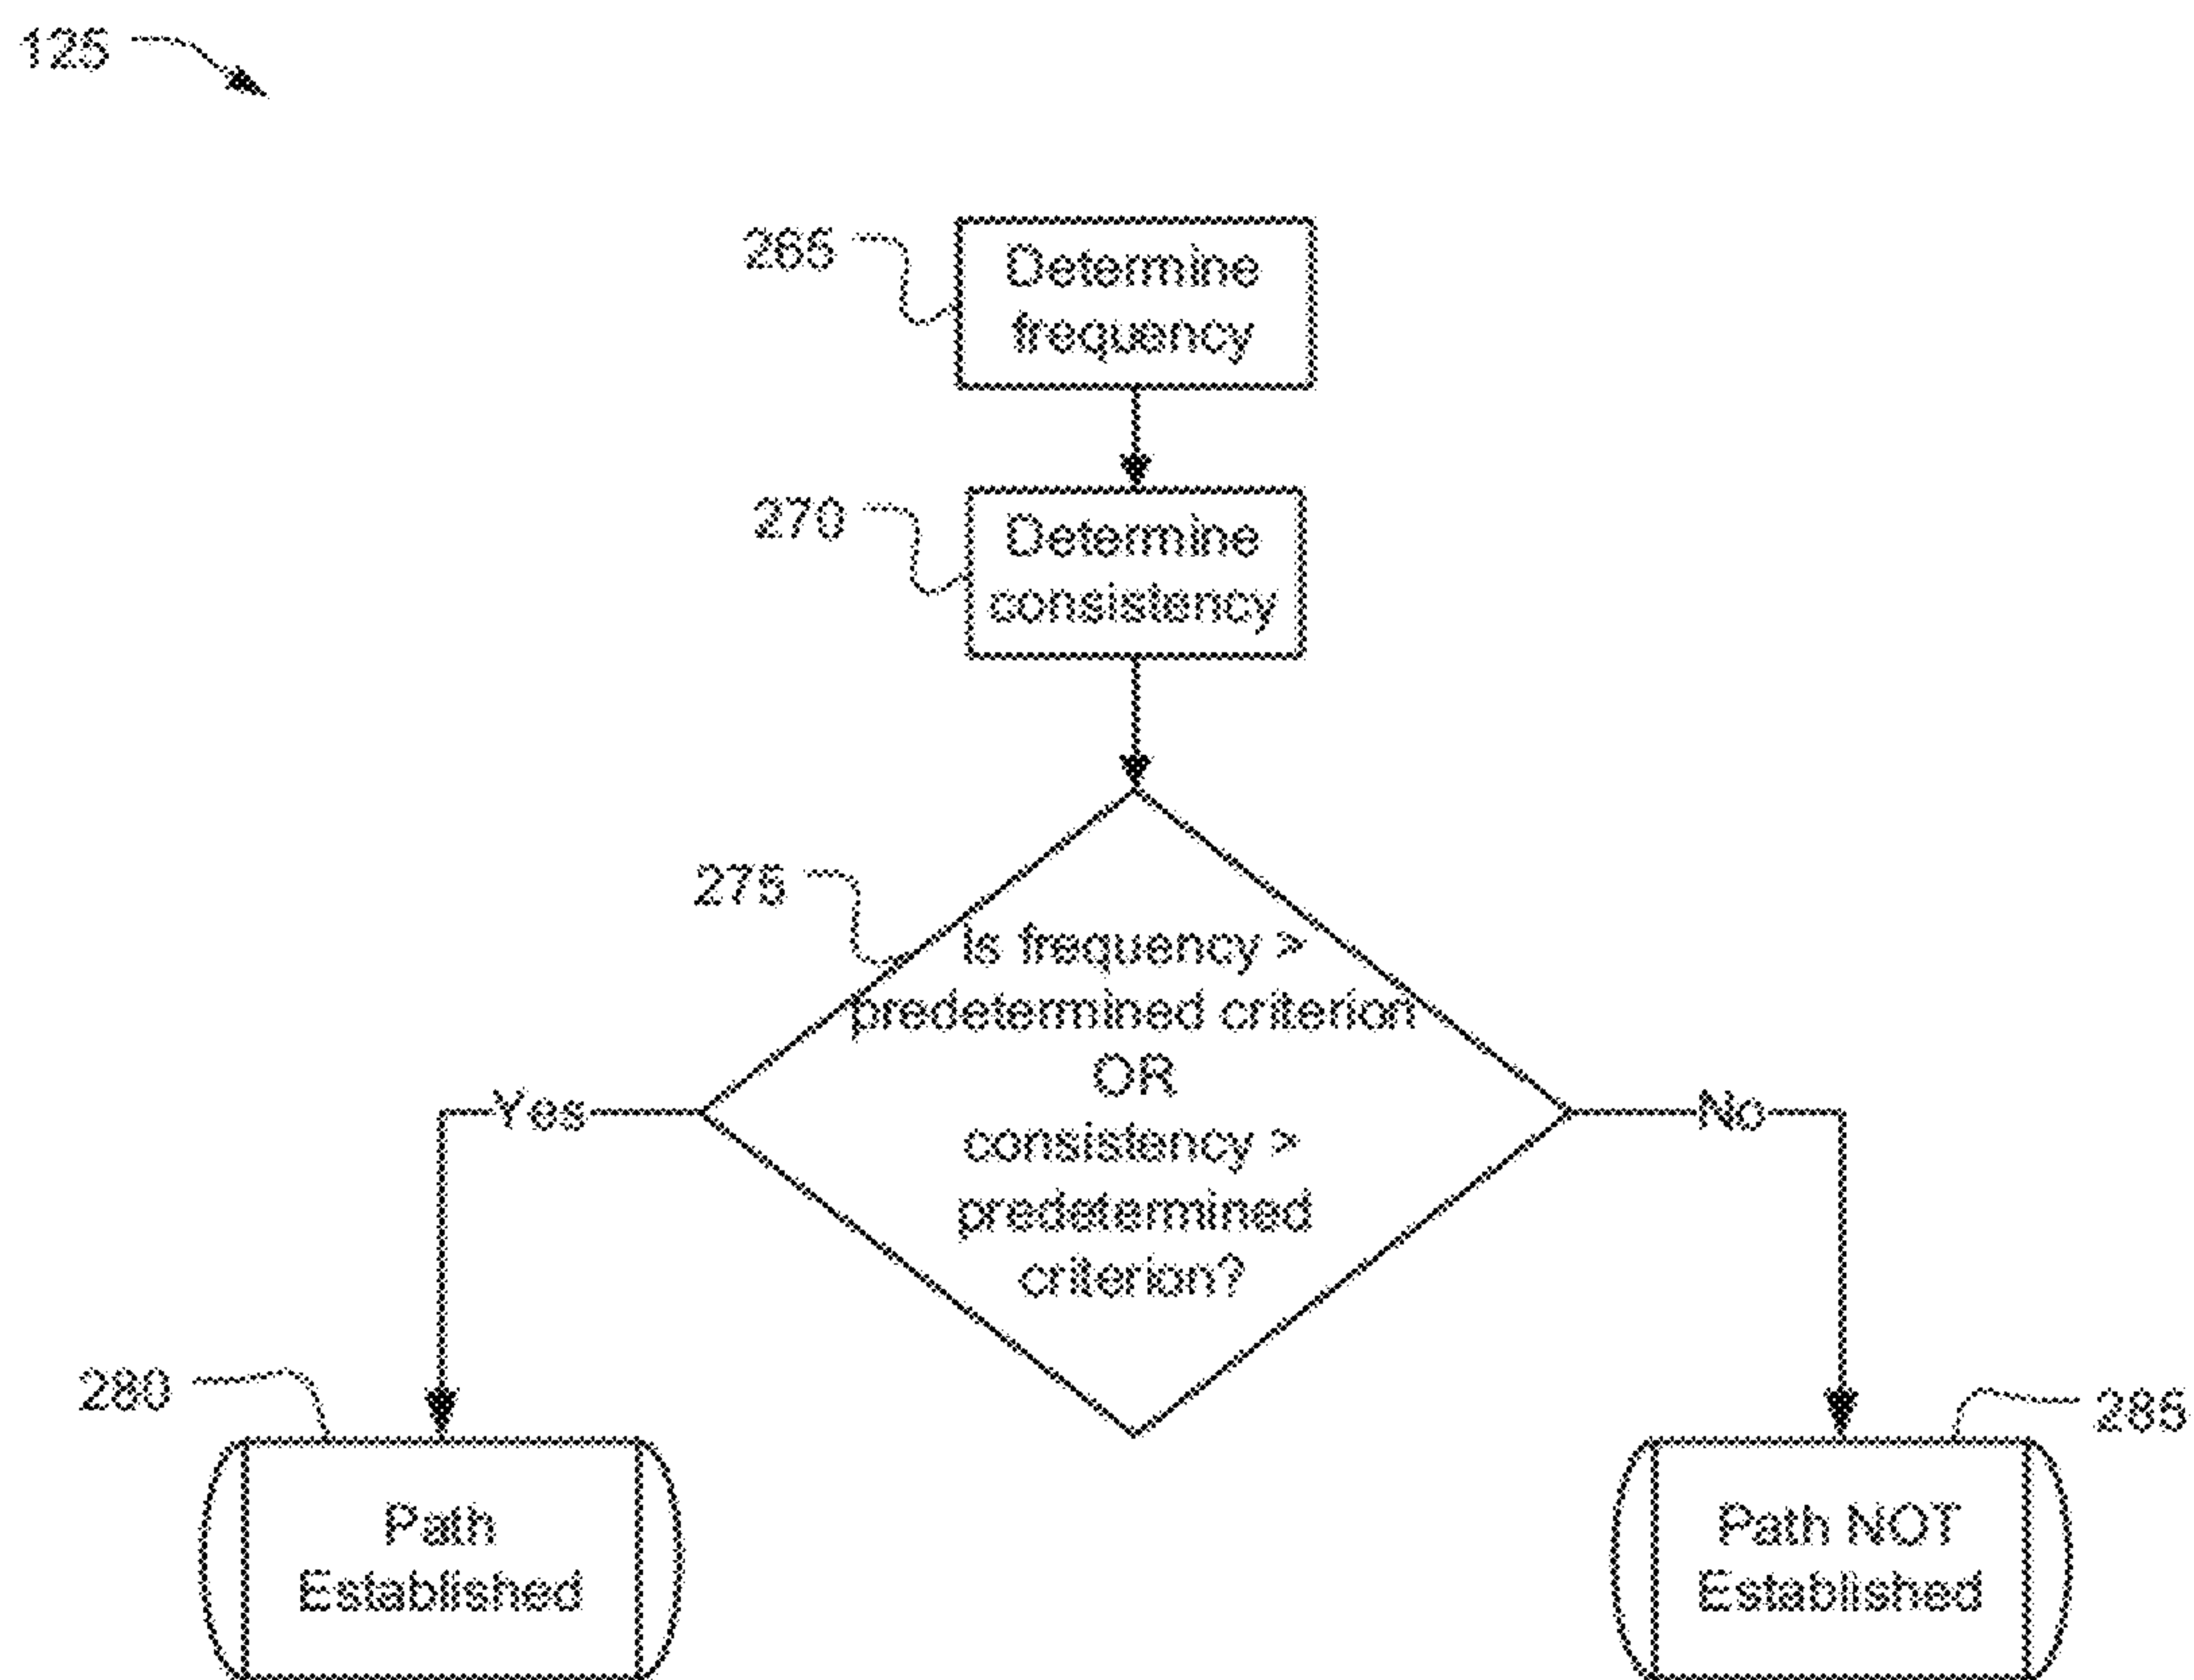 125
265
Determine
frequency
270
Determine
consistency
275
Is frequency >
predetermined criterion
OR
consistency >
predetermined
criterion?
Yes
No
280
285
Path
Established
Path NOT
Established